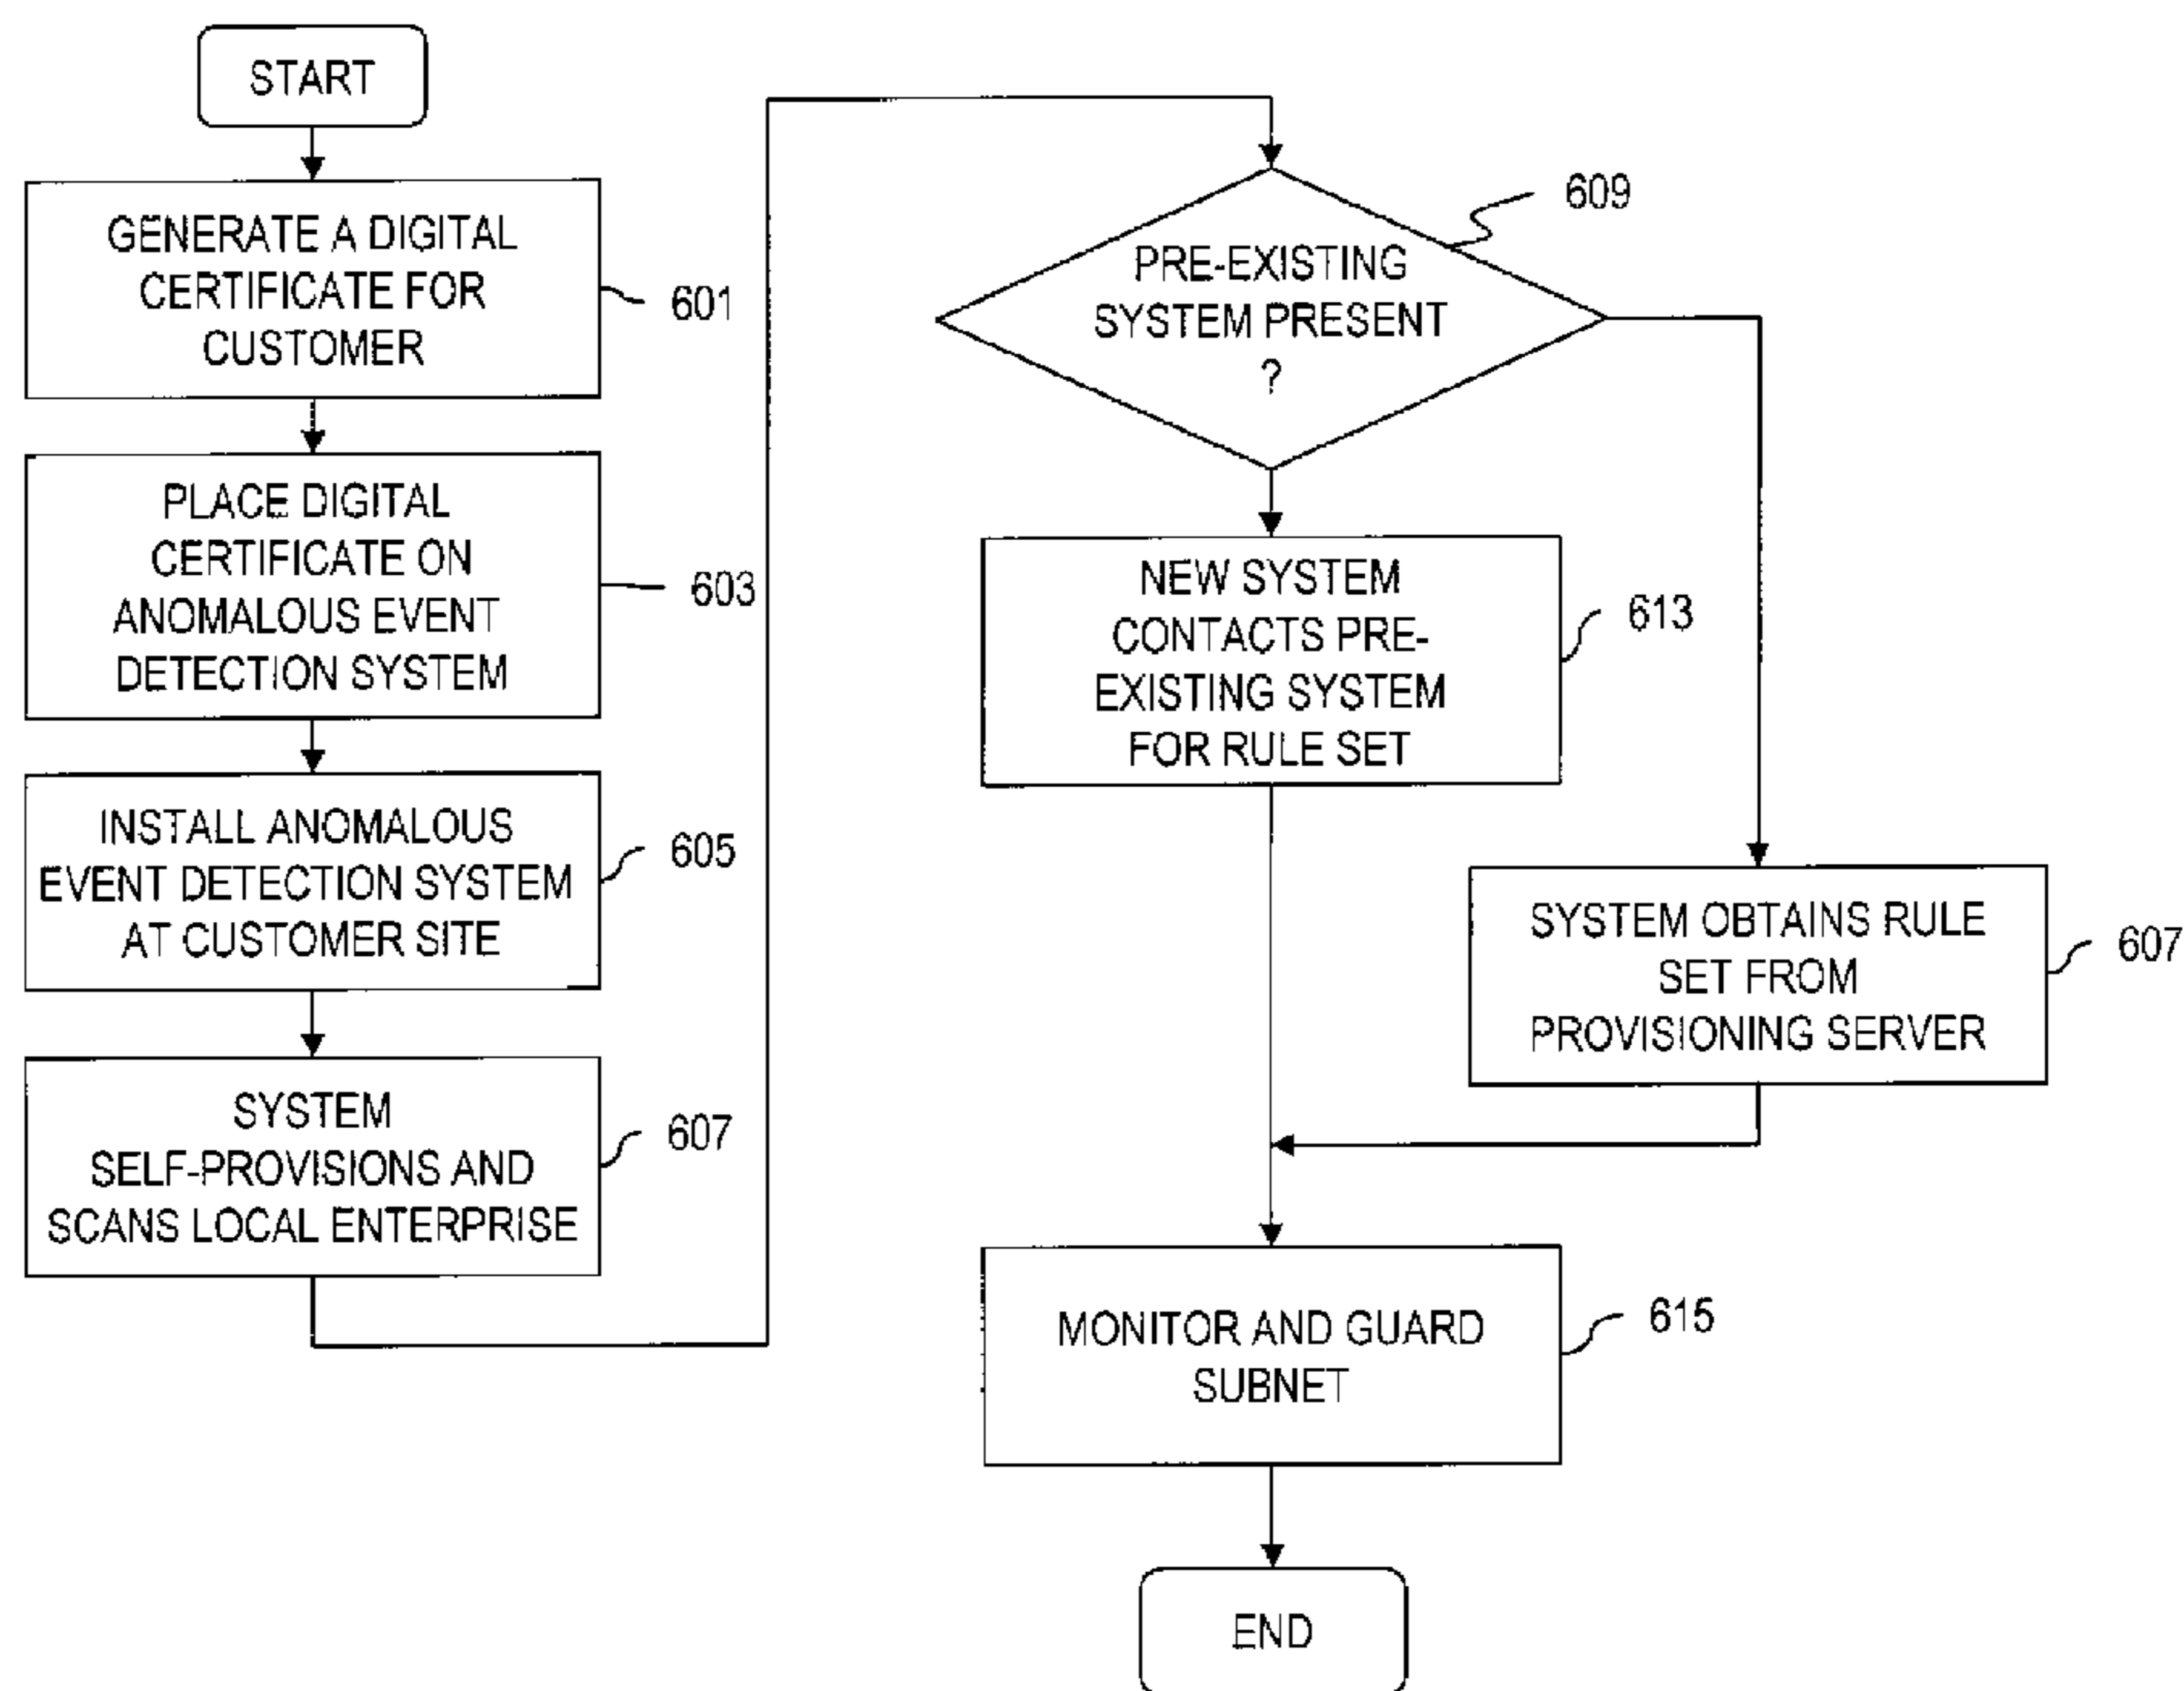 START
GENERATE A DIGITAL
CERTIFICATE FOR
CUSTOMER
601
PLACE DIGITAL
CERTIFICATE ON
ANOMALOUS EVENT
DETECTION SYSTEM
603
INSTALL ANOMALOUS
EVENT DETECTION SYSTEM
AT CUSTOMER SITE
605
SYSTEM
SELF-PROVISIONS AND
SCANS LOCAL ENTERPRISE
607
PRE-EXISTING
SYSTEM PRESENT
?
609
NEW SYSTEM
CONTACTS PRE-
EXISTING SYSTEM
FOR RULE SET
613
SYSTEM OBTAINS RULE
SET FROM
PROVISIONING SERVER
607
MONITOR AND GUARD
SUBNET
615
END